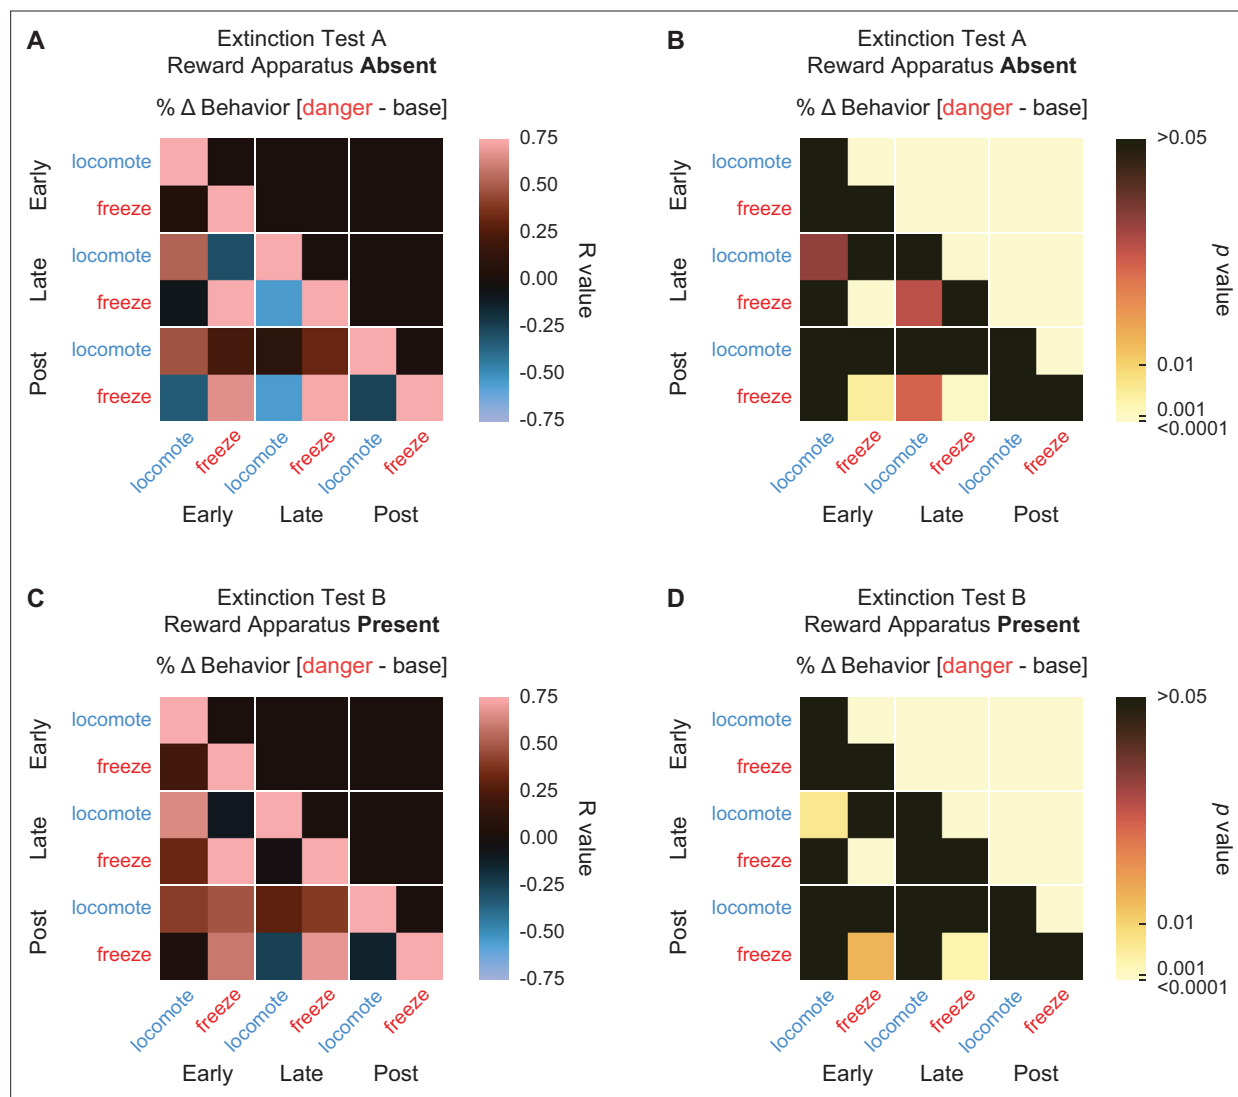 A
Extinction Test A
Reward Apparatus Absent
% Δ Behavior [danger - base]
Early
locomote
freeze
Late
locomote
freeze
Post
locomote
freeze
locomote
freeze
locomote
freeze
locomote
freeze
Early
Late
Post
0.75
0.50
0.25
0.00
-0.25
-0.50
-0.75
R value
B
Extinction Test A
Reward Apparatus Absent
% Δ Behavior [danger - base]
Early
locomote
freeze
Late
locomote
freeze
Post
locomote
freeze
locomote
freeze
locomote
freeze
locomote
freeze
Early
Late
Post
>0.05
0.01
0.001
<0.0001
p value
C
Extinction Test B
Reward Apparatus Present
% Δ Behavior [danger - base]
Early
locomote
freeze
Late
locomote
freeze
Post
locomote
freeze
locomote
freeze
locomote
freeze
locomote
freeze
Early
Late
Post
0.75
0.50
0.25
0.00
-0.25
-0.50
-0.75
R value
D
Extinction Test B
Reward Apparatus Present
% Δ Behavior [danger - base]
Early
locomote
freeze
Late
locomote
freeze
Post
locomote
freeze
locomote
freeze
locomote
freeze
locomote
freeze
Early
Late
Post
>0.05
0.01
0.001
<0.0001
p value